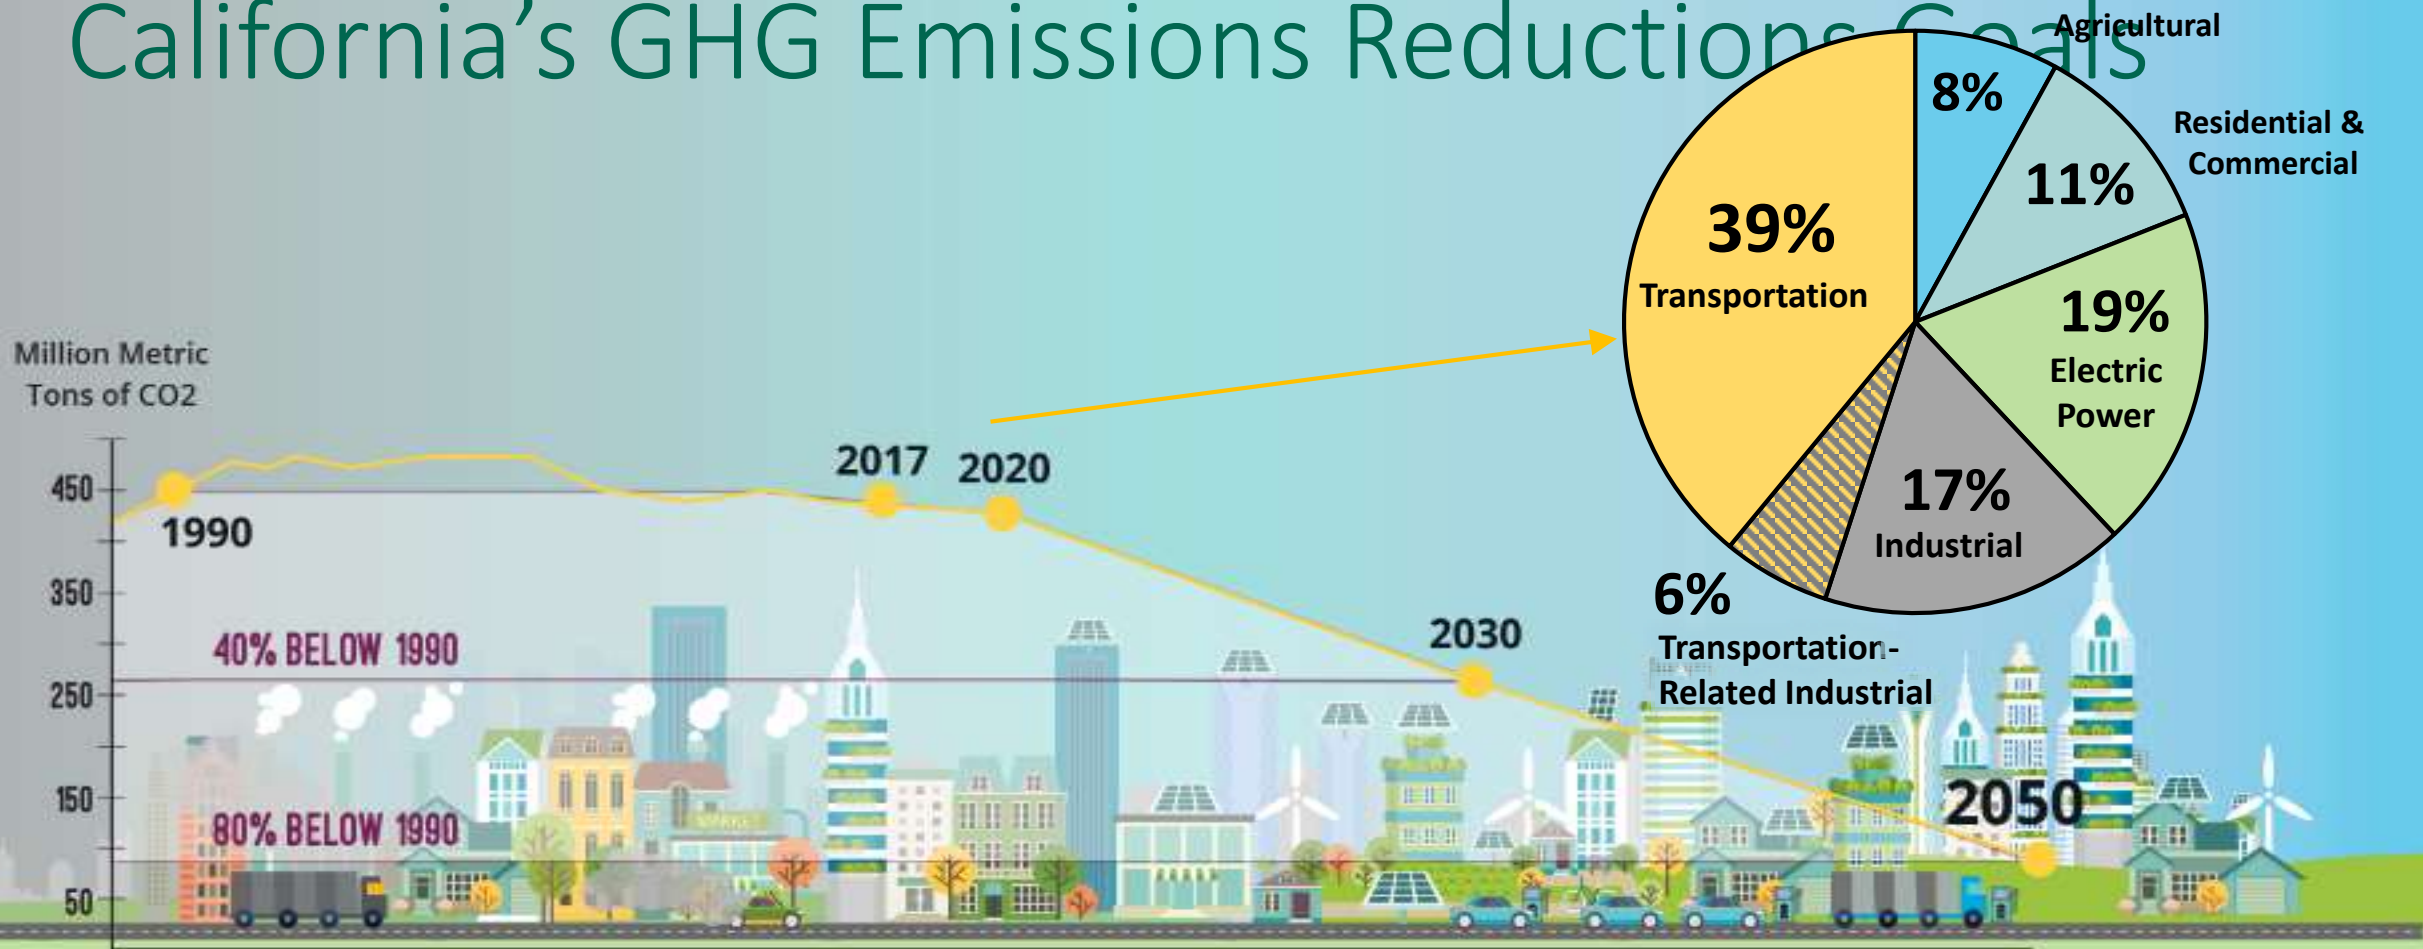 California's GHG Emissions Reductions Goals
Agricultural
8%
Residential &
Commercial
11%
39%
Transportation
19%
Electric
Power
17%
Industrial
6%
Transportation-
Related Industrial
Million Metric
Tons of CO2
450
350
250
150
50
1990
2017
2020
2030
2050
40% BELOW 1990
80% BELOW 1990
MARKET